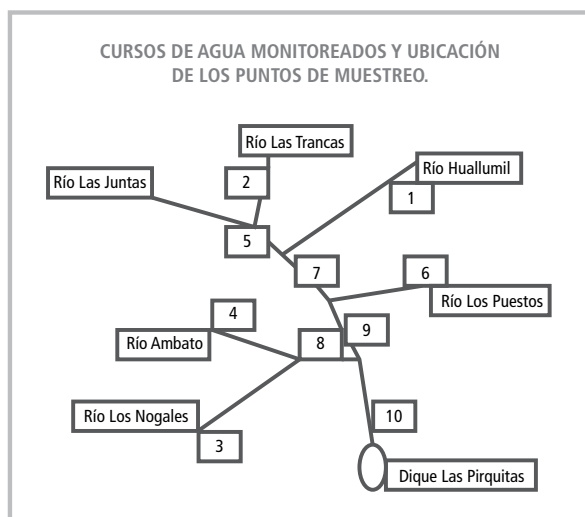 CURSOS DE AGUA MONITOREADOS Y UBICACIÓN
DE LOS PUNTOS DE MUESTREO.
Río Las Trancas
Río Las Juntas
2
Río Huallumil
1
5
7
6
Río Los Puestos
4
9
8
Río Ambato
Río Los Nogales
10
3
Dique Las Pirquitas